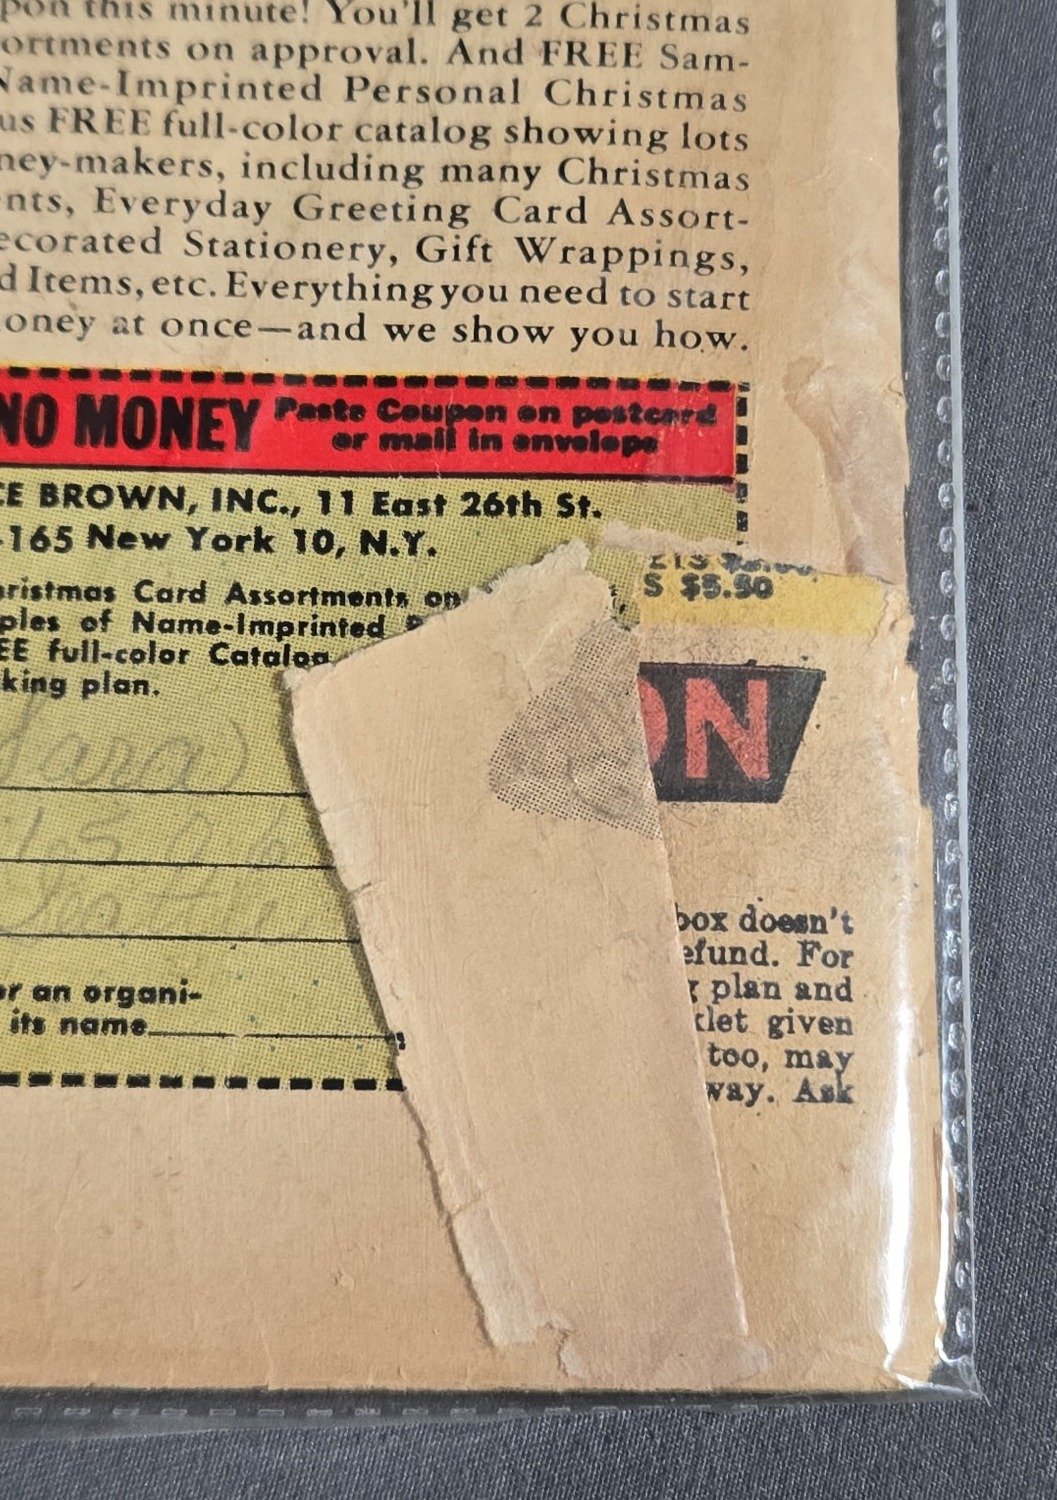 pon this minute! You'll get 2 Christmas
ortments on approval. And FREE Sam-
Name-Imprinted Personal Christmas
us FREE full-color catalog showing lots
ney-makers, including many Christmas
nts, Everyday Greeting Card Assort-
ecorated Stationery, Gift Wrappings,
d Items, etc. Everything you need to start
oney at once—and we show you how.
NO MONEY Paste Coupon on postcard
or mail in envelope
CE BROWN, INC., 11 East 26th St.
-165 New York 10, N.Y.
ETS
S $5.50
hristmas Card Assortments on
ples of Name-Imprinted
EE full-color Catalog
king plan.
ON
box doesn't
efund. For
plan and
klet given
too, may
way. Ask
or an organi-
its name